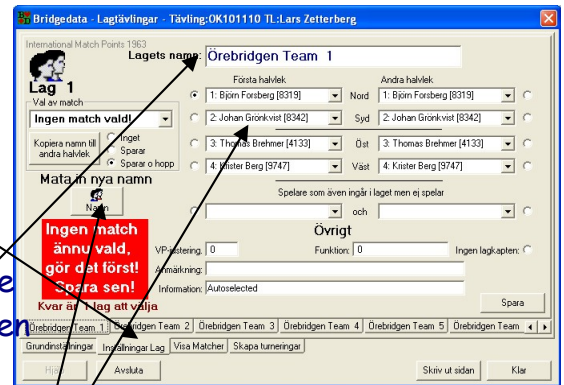 Bridgedata - Lagtävlingar - Tävling:OK101110 TL:Lars Zetterberg
International Match Points 1963
Lagets namn: Örebridgen Team 1
Lag 1
Första halvlek Andra halvlek
Val av match
Ingen match vald!
1: Björn Forsberg [8319] Nord 1: Björn Forsberg [8319]
2: Johan Grönkvist [8342] Syd 2: Johan Grönkvist [8342]
3: Thomas Brehmer [4133] Öst 3: Thomas Brehmer [4133]
4: Krister Berg [9747] Väst 4: Krister Berg [9747]
Kopiera namn till andra halvlek
Inget
Sparar
Sparar o hopp
Mata in nya namn
Namn
Spelare som även ingår i laget men ej spelar
och
Övrigt
Ingen match
ännu vald,
gör det först!
Spara sen!
Kvar är 1 lag att välja
VP-justering: 0 Funktion: 0 Ingen lagkapten:
Anmärkning:
Information: Autoselected
Spara
Örebridgen Team 1 Örebridgen Team 2 Örebridgen Team 3 Örebridgen Team 4 Örebridgen Team 5 Örebridgen Team
Grundinställningar Inställningar Lag Visa Matcher Skapa turneringar
Hjälp Avsluta Skriv ut sidan Klar
e
en